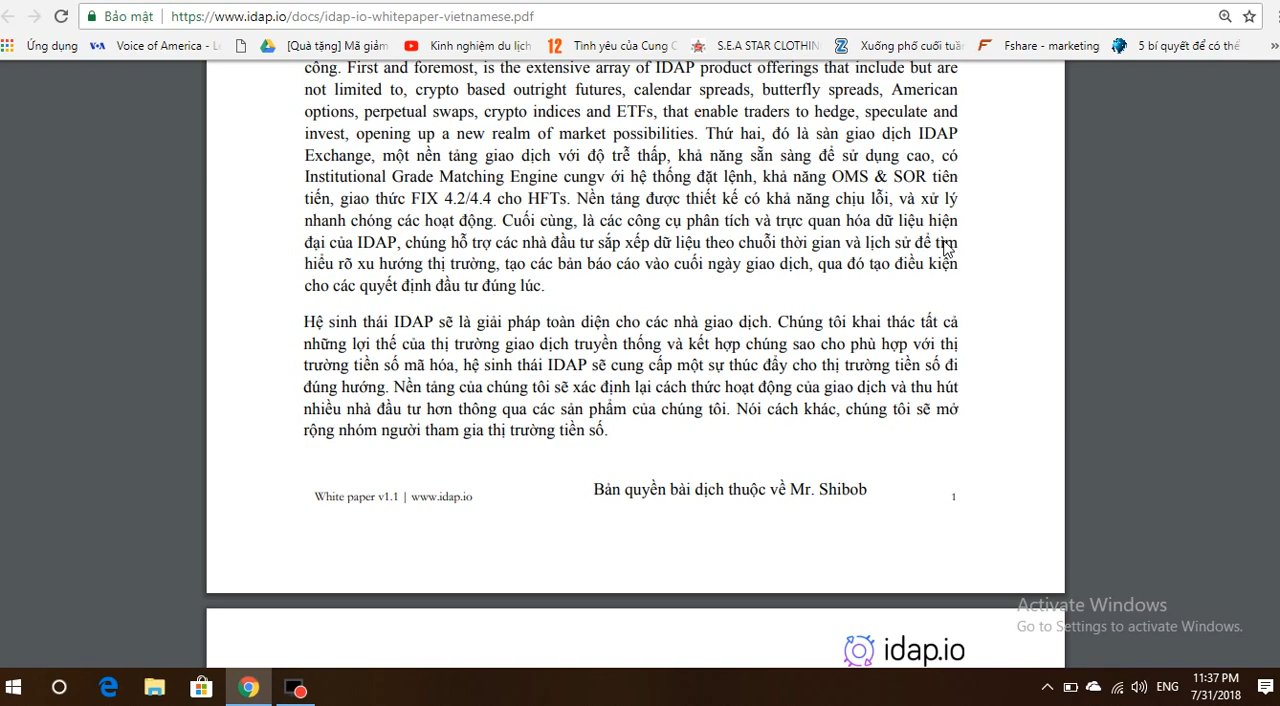 Bảo mật | https://www.idap.io/docs/idap-io-whitepaper-vietnamese.pdf
Ứng dụng VOA Voice of America - L [Quà tặng] Mã giảm Kinh nghiệm du lịch 12 Tình yêu của Cung C S.E.A STAR CLOTHIN Z Xuống phố cuối tuần F Fshare - marketing 5 bí quyết để có thể »
công. First and foremost, is the extensive array of IDAP product offerings that include but are
not limited to, crypto based outright futures, calendar spreads, butterfly spreads, American
options, perpetual swaps, crypto indices and ETFs, that enable traders to hedge, speculate and
invest, opening up a new realm of market possibilities. Thứ hai, đó là sàn giao dịch IDAP
Exchange, một nền tảng giao dịch với độ trễ thấp, khả năng sẵn sàng để sử dụng cao, có
Institutional Grade Matching Engine cungv ới hệ thống đặt lệnh, khả năng OMS & SOR tiên
tiến, giao thức FIX 4.2/4.4 cho HFTs. Nền tảng được thiết kế có khả năng chịu lỗi, và xử lý
nhanh chóng các hoạt động. Cuối cùng, là các công cụ phân tích và trực quan hóa dữ liệu hiện
đại của IDAP, chúng hỗ trợ các nhà đầu tư sắp xếp dữ liệu theo chuỗi thời gian và lịch sử để tìm
hiểu rõ xu hướng thị trường, tạo các bản báo cáo vào cuối ngày giao dịch, qua đó tạo điều kiện
cho các quyết định đầu tư đúng lúc.
Hệ sinh thái IDAP sẽ là giải pháp toàn diện cho các nhà giao dịch. Chúng tôi khai thác tất cả
những lợi thế của thị trường giao dịch truyền thống và kết hợp chúng sao cho phù hợp với thị
trường tiền số mã hóa, hệ sinh thái IDAP sẽ cung cấp một sự thúc đẩy cho thị trường tiền số đi
đúng hướng. Nền tảng của chúng tôi sẽ xác định lại cách thức hoạt động của giao dịch và thu hút
nhiều nhà đầu tư hơn thông qua các sản phẩm của chúng tôi. Nói cách khác, chúng tôi sẽ mở
rộng nhóm người tham gia thị trường tiền số.
White paper v1.1 | www.idap.io Bản quyền bài dịch thuộc về Mr. Shibob 1
Activate Windows
Go to Settings to activate Windows.
idap.io
ENG 11:37 PM
7/31/2018